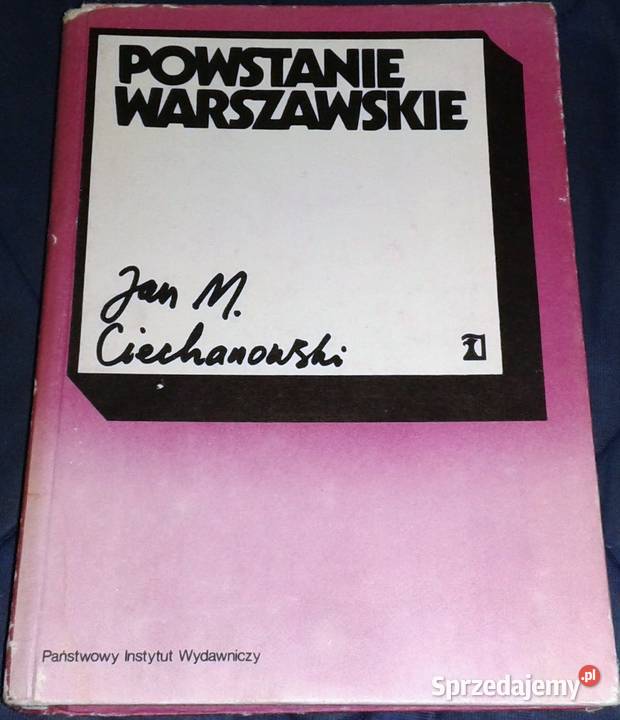 POWSTANIE
WARSZAWSKIE
Jan M.
Ciechanowski
Państwowy Instytut Wydawniczy
Sprzedajemy.pl